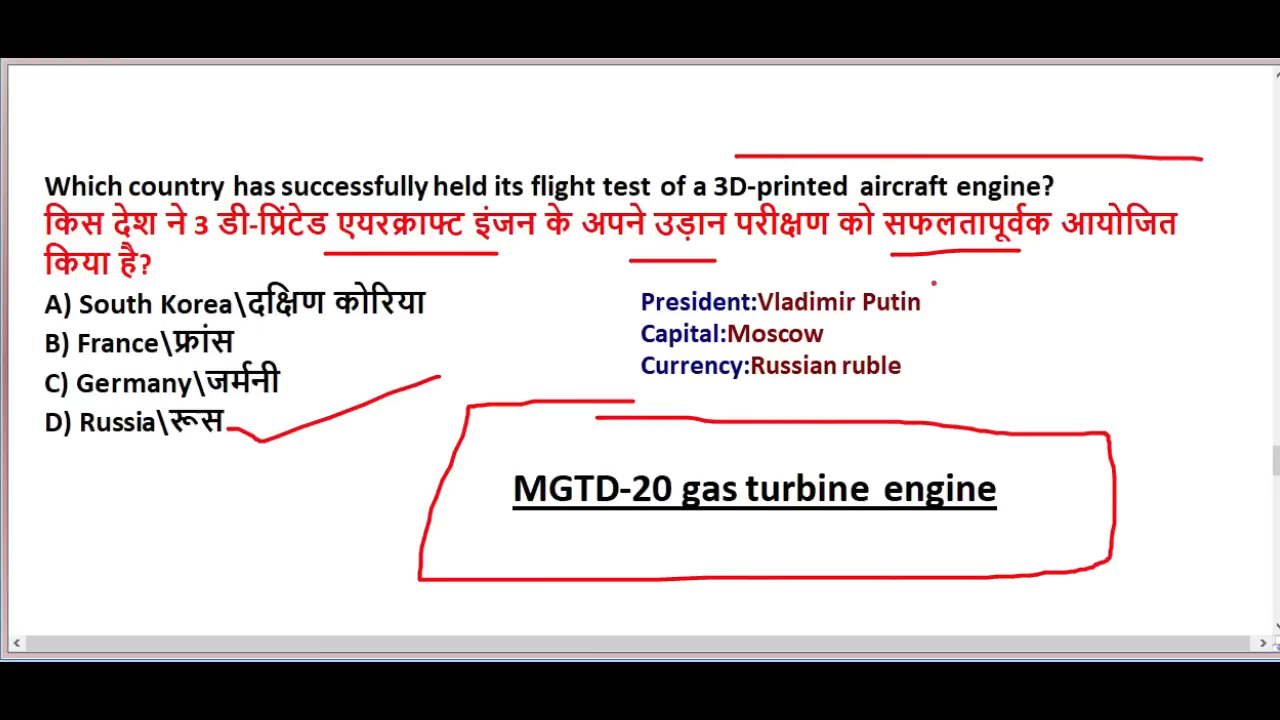 Which country has successfully held its flight test of a 3D-printed aircraft engine?
किस देश ने 3 डी-प्रिंटेड एयरक्राफ्ट इंजन के अपने उड़ान परीक्षण को सफलतापूर्वक आयोजित
किया है?
A) South Korea\दक्षिण कोरिया
B) France\फ्रांस
C) Germany\जर्मनी
D) Russia\रूस
President:Vladimir Putin
Capital:Moscow
Currency:Russian ruble
MGTD-20 gas turbine engine